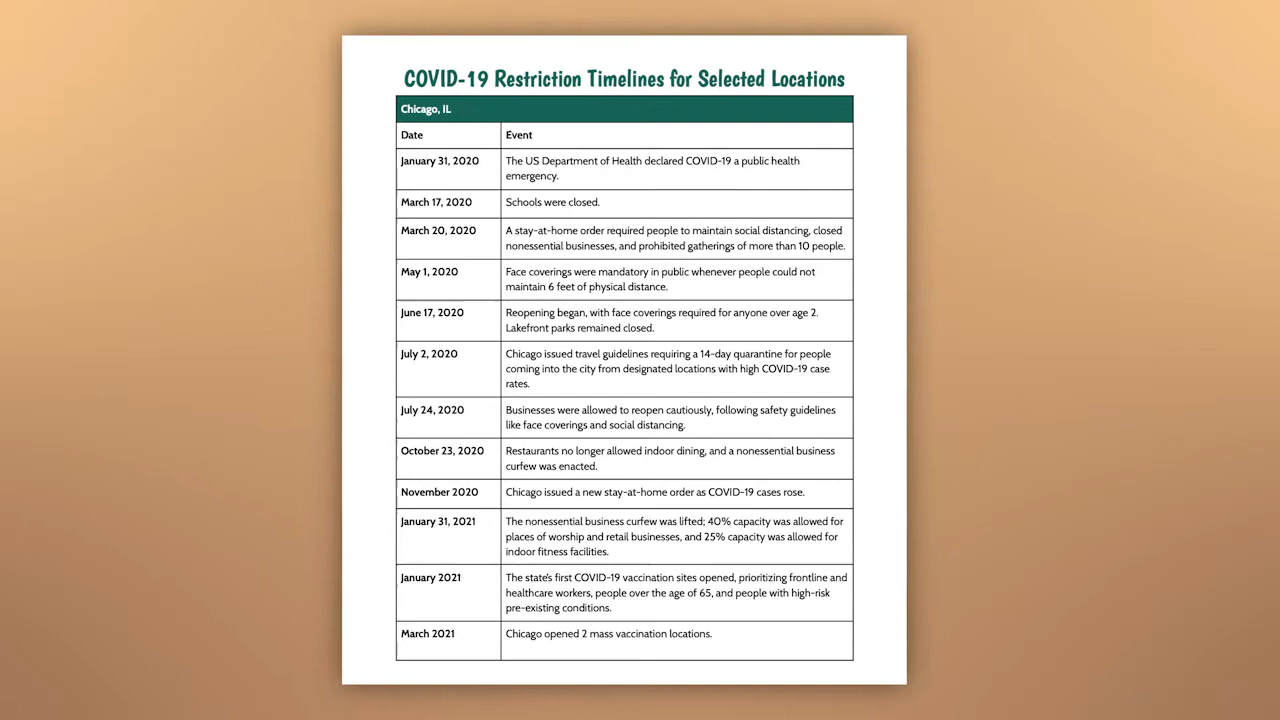 COVID-19 Restriction Timelines for Selected Locations
Chicago, IL
Date Event
January 31, 2020 The US Department of Health declared COVID-19 a public health
emergency.
March 17, 2020 Schools were closed.
March 20, 2020 A stay-at-home order required people to maintain social distancing, closed
nonessential businesses, and prohibited gatherings of more than 10 people.
May 1, 2020 Face coverings were mandatory in public whenever people could not
maintain 6 feet of physical distance.
June 17, 2020 Reopening began, with face coverings required for anyone over age 2.
Lakefront parks remained closed.
July 2, 2020 Chicago issued travel guidelines requiring a 14-day quarantine for people
coming into the city from designated locations with high COVID-19 case
rates.
July 24, 2020 Businesses were allowed to reopen cautiously, following safety guidelines
like face coverings and social distancing.
October 23, 2020 Restaurants no longer allowed indoor dining, and a nonessential business
curfew was enacted.
November 2020 Chicago issued a new stay-at-home order as COVID-19 cases rose.
January 31, 2021 The nonessential business curfew was lifted; 40% capacity was allowed for
places of worship and retail businesses, and 25% capacity was allowed for
indoor fitness facilities.
January 2021 The state's first COVID-19 vaccination sites opened, prioritizing frontline and
healthcare workers, people over the age of 65, and people with high-risk
pre-existing conditions.
March 2021 Chicago opened 2 mass vaccination locations.